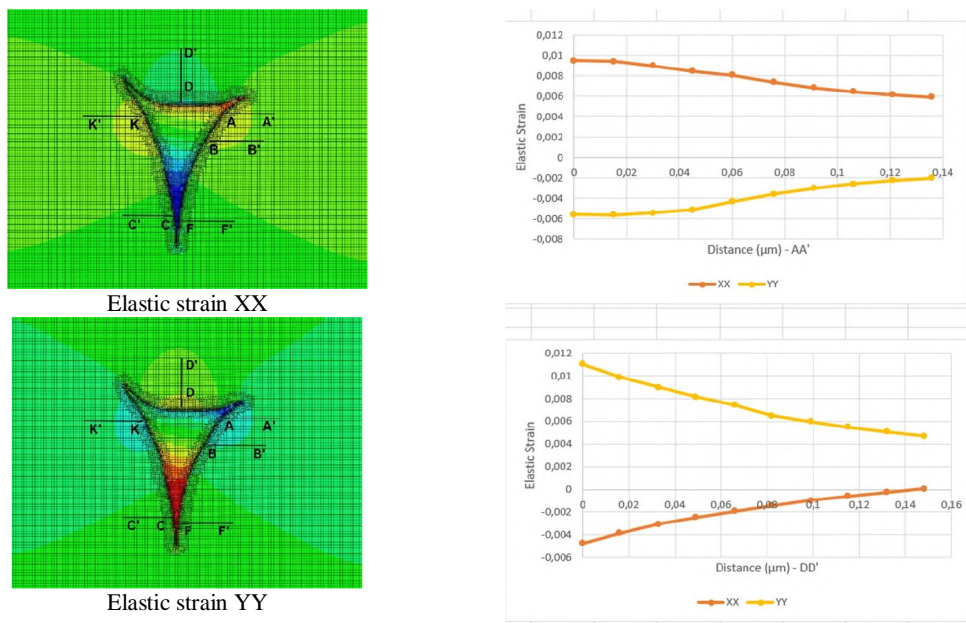 D'
D
K'
K
A
A'
B
B'
C'
C
F
F'
Elastic strain XX
D'
D
K'
K
A
A'
B
B'
C'
C
F
F'
Elastic strain YY
0,012
0,01
0,008
0,006
0,004
0,002
0
-0,002
-0,004
-0,006
-0,008
Elastic Strain
0 0,02 0,04 0,06 0,08 0,1 0,12 0,14
Distance (µm) - AA'
XX YY
0,012
0,01
0,008
0,006
0,004
0,002
0
-0,002
-0,004
-0,006
Elastic Strain
0 0,02 0,04 0,06 0,08 0,1 0,12 0,14 0,16
Distance (µm) - DD'
XX YY